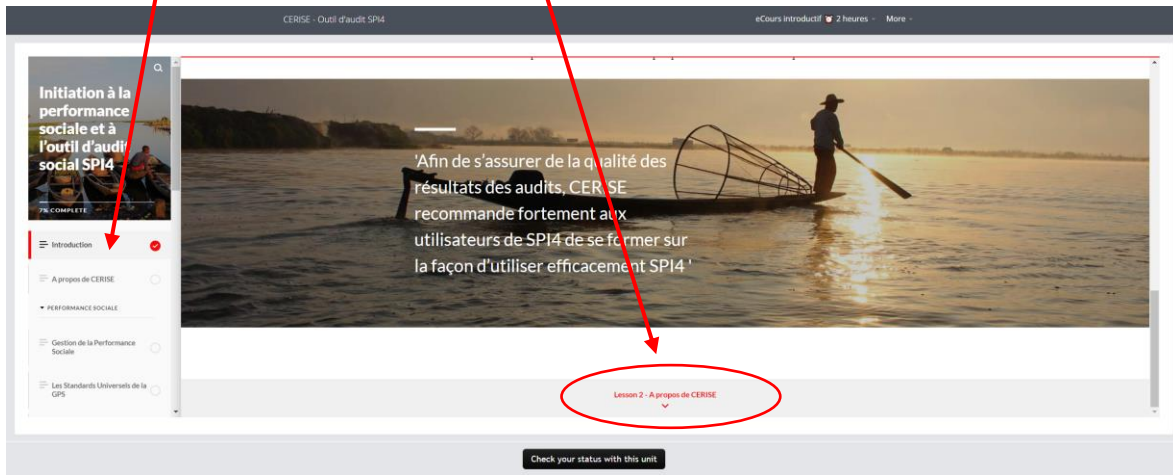 CERISE - Outil d'audit SPI4
eCours introductif 2 heures
More
Initiation à la
performance
sociale et à
l'outil d'audit
social SPI4
7% COMPLETE
Introduction
A propos de CERISE
PERFORMANCE SOCIALE
Gestion de la Performance
Sociale
Les Standards Universels de la
GPS
'Afin de s'assurer de la qualité des
résultats des audits, CERISE
recommande fortement aux
utilisateurs de SPI4 de se former sur
la façon d'utiliser efficacement SPI4 '
Lesson 2 - A propos de CERISE
Check your status with this unit